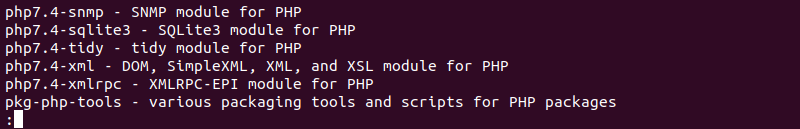 php7.4-snmp - SNMP module for PHP
php7.4-sqlite3 - SQLite3 module for PHP
php7.4-tidy - tidy module for PHP
php7.4-xml - DOM, SimpleXML, XML, and XSL module for PHP
php7.4-xmlrpc - XMLRPC-EPI module for PHP
pkg-php-tools - various packaging tools and scripts for PHP packages
: